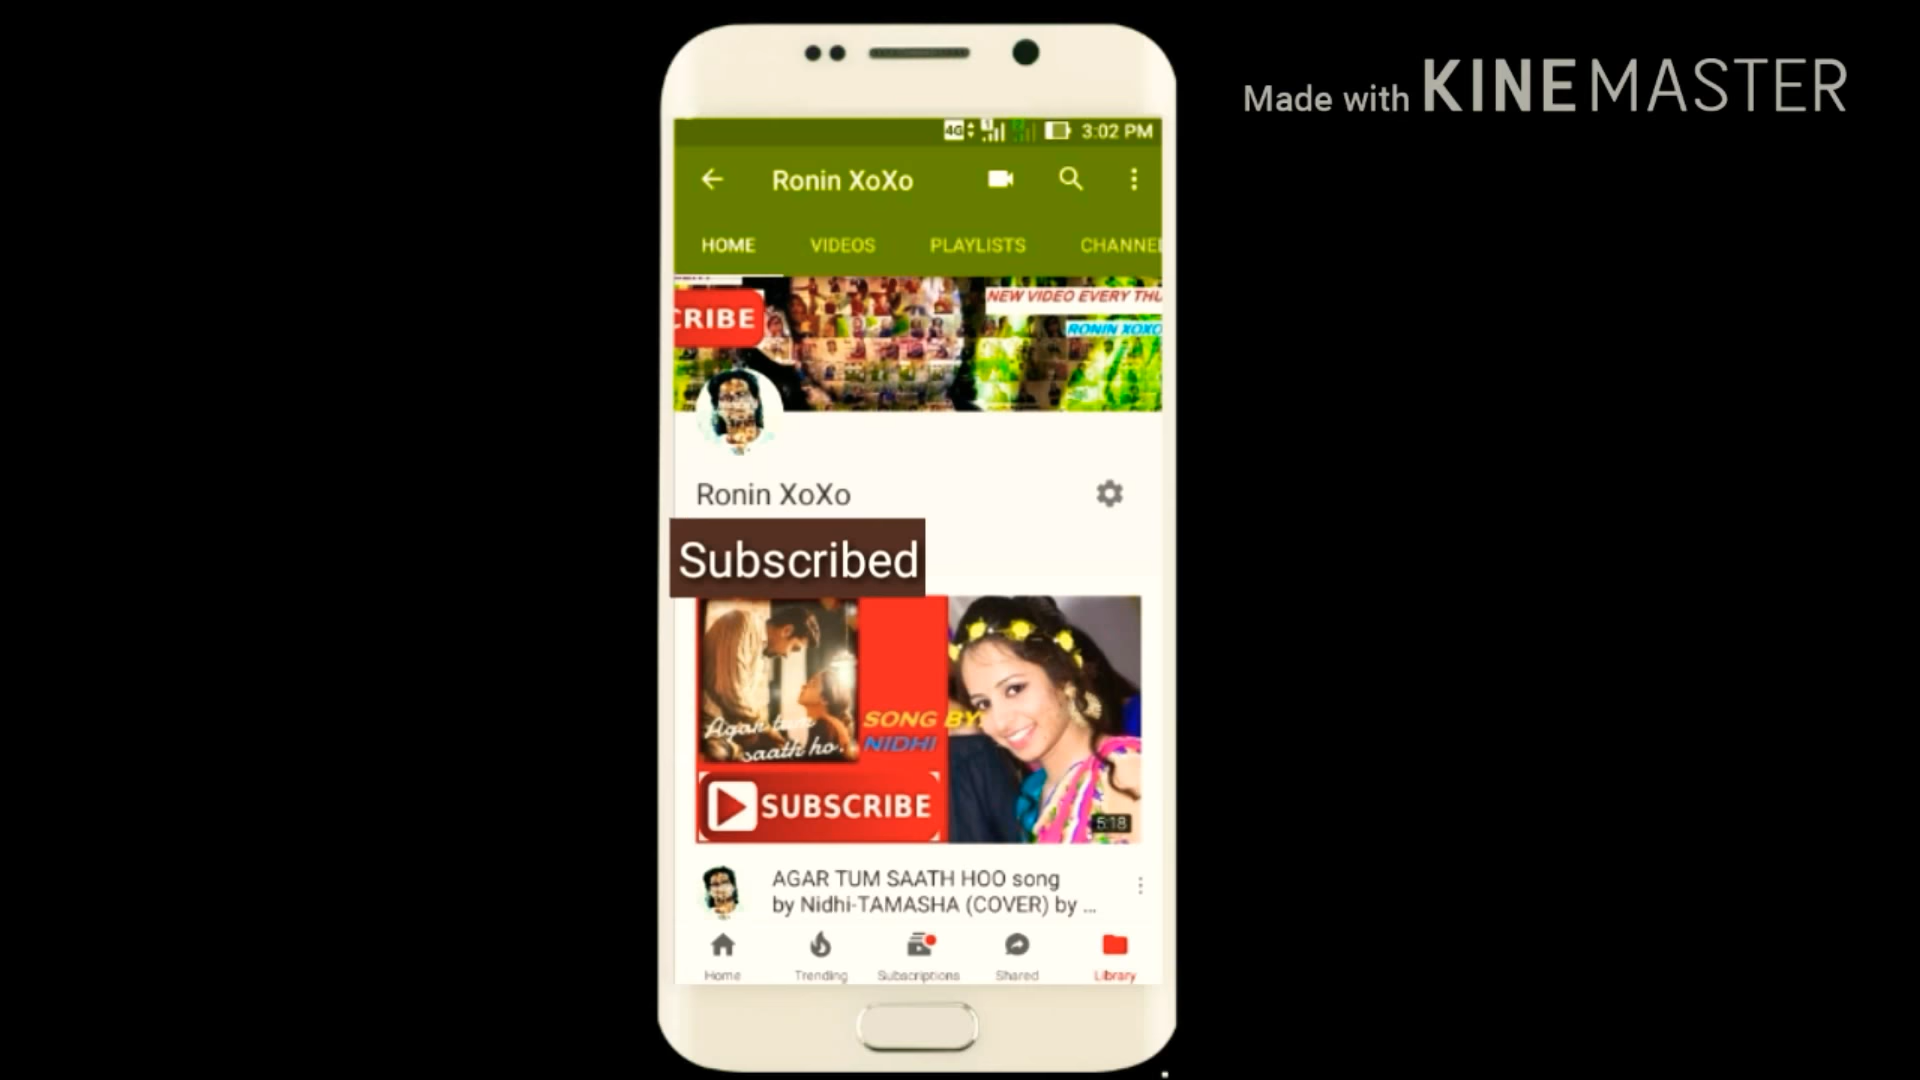 Made with KINEMASTER
4G 3:02 PM
Ronin XoXo
HOME VIDEOS PLAYLISTS CHANNEL
CRIBE
NEW VIDEO EVERY THU
RONIN XOXO
Ronin XoXo
Subscribed
Agar tum
saath ho..
SONG BY
NIDHI
SUBSCRIBE
5:18
AGAR TUM SAATH HOO song
by Nidhi-TAMASHA (COVER) by ...
Home Trending Subscriptions Shared Library